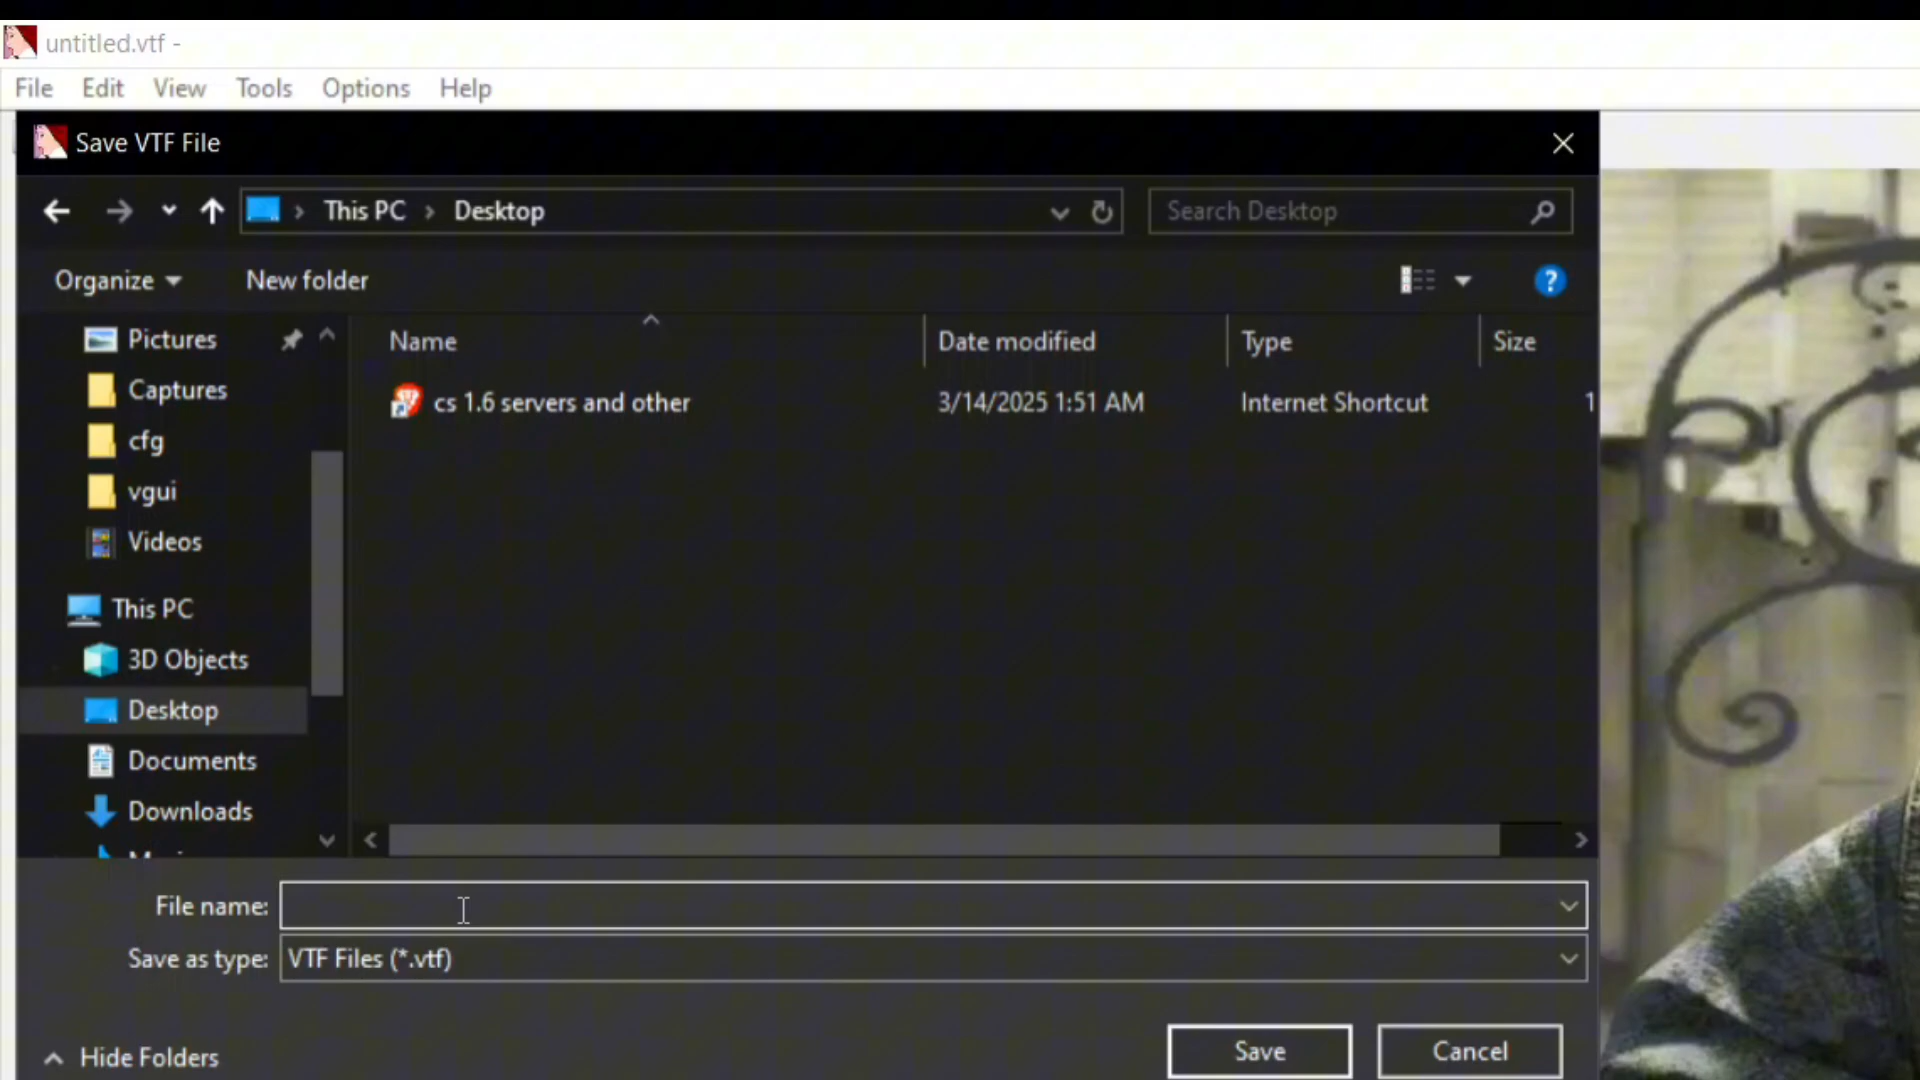 untitled.vtf -
File Edit View Tools Options Help
Save VTF File
This PC > Desktop
Search Desktop
Organize New folder
?
Name Date modified Type Size
cs 1.6 servers and other 3/14/2025 1:51 AM Internet Shortcut 1
Pictures
Captures
cfg
vgui
Videos
This PC
3D Objects
Desktop
Documents
Downloads
File name:
Save as type: VTF Files (*.vtf)
Hide Folders
Save Cancel